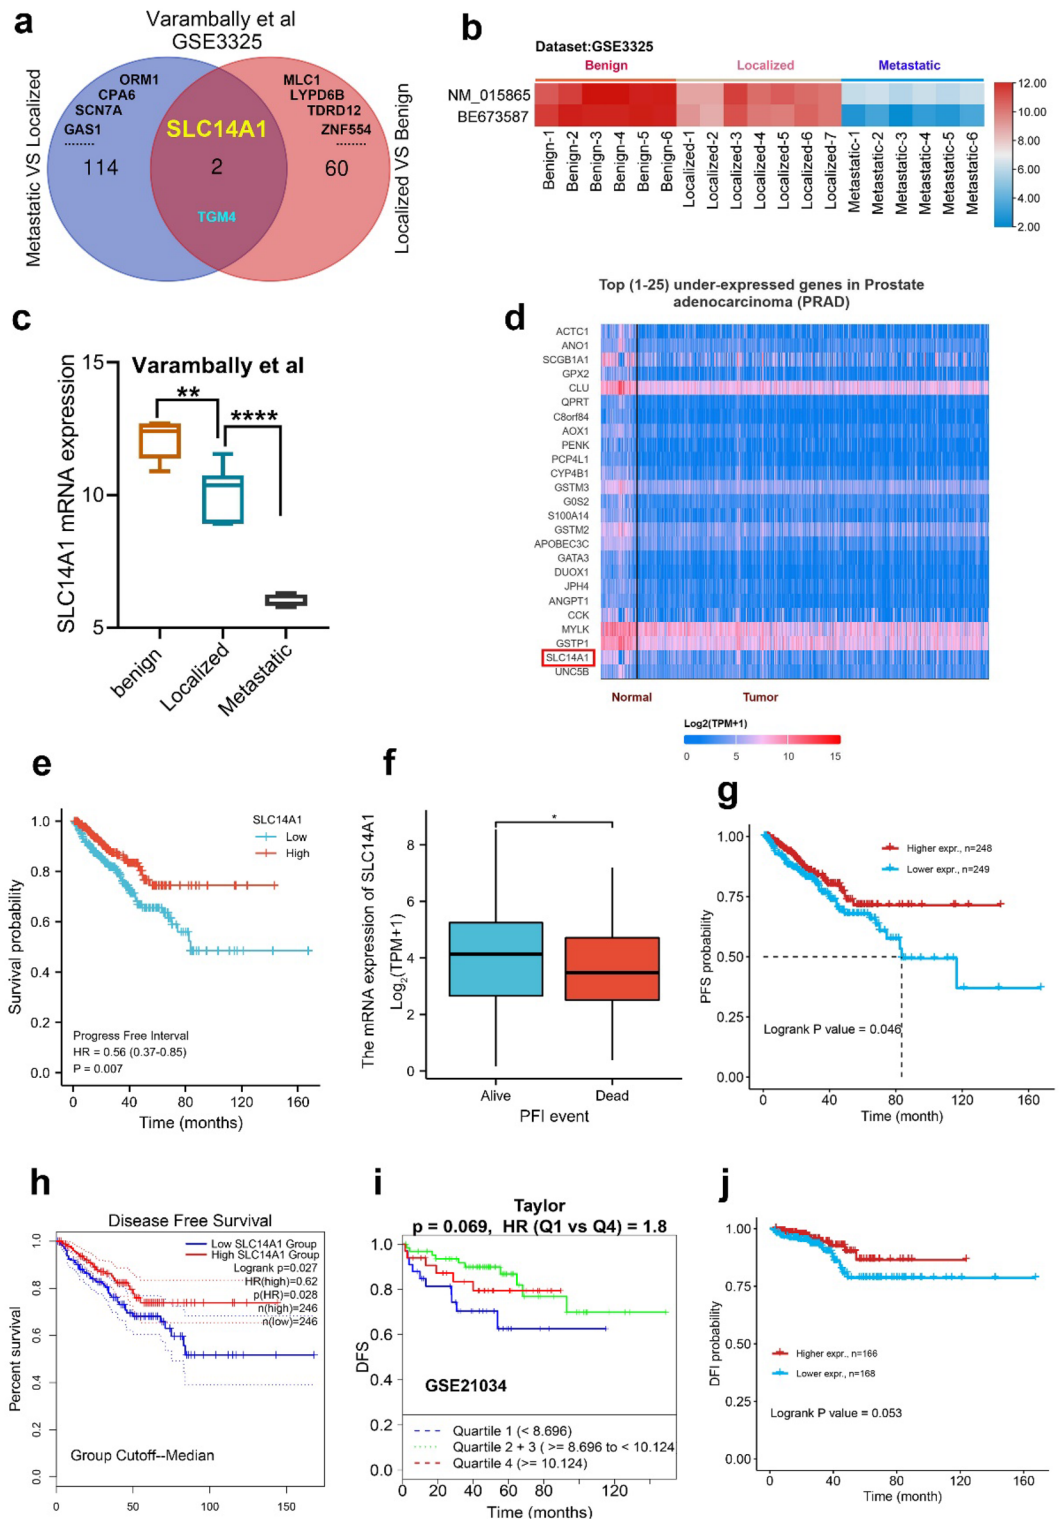 a
Varambally et al
GSE3325
Metastatic VS Localized
Localized VS Benign
ORM1
CPA6
SCN7A
GAS1
........
114
SLC14A1
2
TGM4
MLC1
LYPD6B
TDRD12
ZNF554
........
60
b
Dataset:GSE3325
Benign
Localized
Metastatic
NM_015865
BE673587
Benign-1
Benign-2
Benign-3
Benign-4
Benign-5
Benign-6
Localized-1
Localized-2
Localized-3
Localized-4
Localized-5
Localized-6
Localized-7
Metastatic-1
Metastatic-2
Metastatic-3
Metastatic-4
Metastatic-5
Metastatic-6
12.00
10.00
8.00
6.00
4.00
2.00
c
Varambally et al
SLC14A1 mRNA expression
15
10
5
**
****
benign
Localized
Metastatic
d
Top (1-25) under-expressed genes in Prostate
adenocarcinoma (PRAD)
ACTC1
ANO1
SCGB1A1
GPX2
CLU
QPRT
C8orf84
AOX1
PENK
PCP4L1
CYP4B1
GSTM3
G0S2
S100A14
GSTM2
APOBEC3C
GATA3
DUOX1
JPH4
ANGPT1
CCK
MYLK
GSTP1
SLC14A1
UNC5B
Normal
Tumor
Log2(TPM+1)
0 5 10 15
e
Survival probability
1.0
0.8
0.6
0.4
0.2
0.0
SLC14A1
Low
High
Progress Free Interval
HR = 0.56 (0.37-0.85)
P = 0.007
0 40 80 120 160
Time (months)
f
The mRNA expression of SLC14A1
Log2(TPM+1)
8
6
4
2
0
*
Alive
Dead
PFI event
g
PFS probability
1.00
0.75
0.50
0.25
0.00
Higher expr., n=248
Lower expr., n=249
Logrank P value = 0.046
0 40 80 120 160
Time (month)
h
Disease Free Survival
Percent survival
1.0
0.8
0.6
0.4
0.2
0.0
Low SLC14A1 Group
High SLC14A1 Group
Logrank p=0.027
HR(high)=0.62
p(HR)=0.028
n(high)=246
n(low)=246
Group Cutoff--Median
0 50 100 150
i
Taylor
p = 0.069, HR (Q1 vs Q4) = 1.8
DFS
1.0
0.8
0.6
0.4
0.2
0.0
GSE21034
Quartile 1 (< 8.696)
Quartile 2 + 3 ( >= 8.696 to < 10.124
Quartile 4 (>= 10.124)
0 20 40 60 80 120
Time (months)
j
DFI probability
1.00
0.75
0.50
0.25
0.00
Higher expr., n=166
Lower expr., n=168
Logrank P value = 0.053
0 40 80 120 160
Time (month)